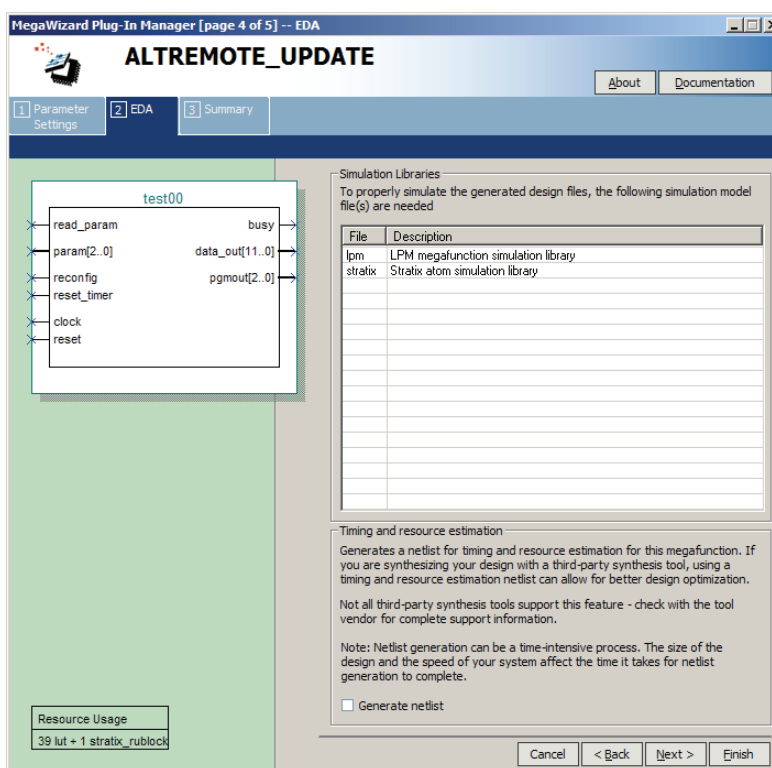 MegaWizard Plug-In Manager [page 4 of 5] -- EDA
ALTREMOTE_UPDATE
About
Documentation
1 Parameter
Settings
2 EDA
3 Summary
test00
read_param
busy
param[2..0]
data_out[11..0]
reconfig
pgmout[2..0]
reset_timer
clock
reset
Resource Usage
39 lut + 1 stratix_rublock
Simulation Libraries
To properly simulate the generated design files, the following simulation model
file(s) are needed
File Description
lpm LPM megafunction simulation library
stratix Stratix atom simulation library
Timing and resource estimation
Generates a netlist for timing and resource estimation for this megafunction. If
you are synthesizing your design with a third-party synthesis tool, using a
timing and resource estimation netlist can allow for better design optimization.
Not all third-party synthesis tools support this feature - check with the tool
vendor for complete support information.
Note: Netlist generation can be a time-intensive process. The size of the
design and the speed of your system affect the time it takes for netlist
generation to complete.
Generate netlist
Cancel
< Back
Next >
Finish